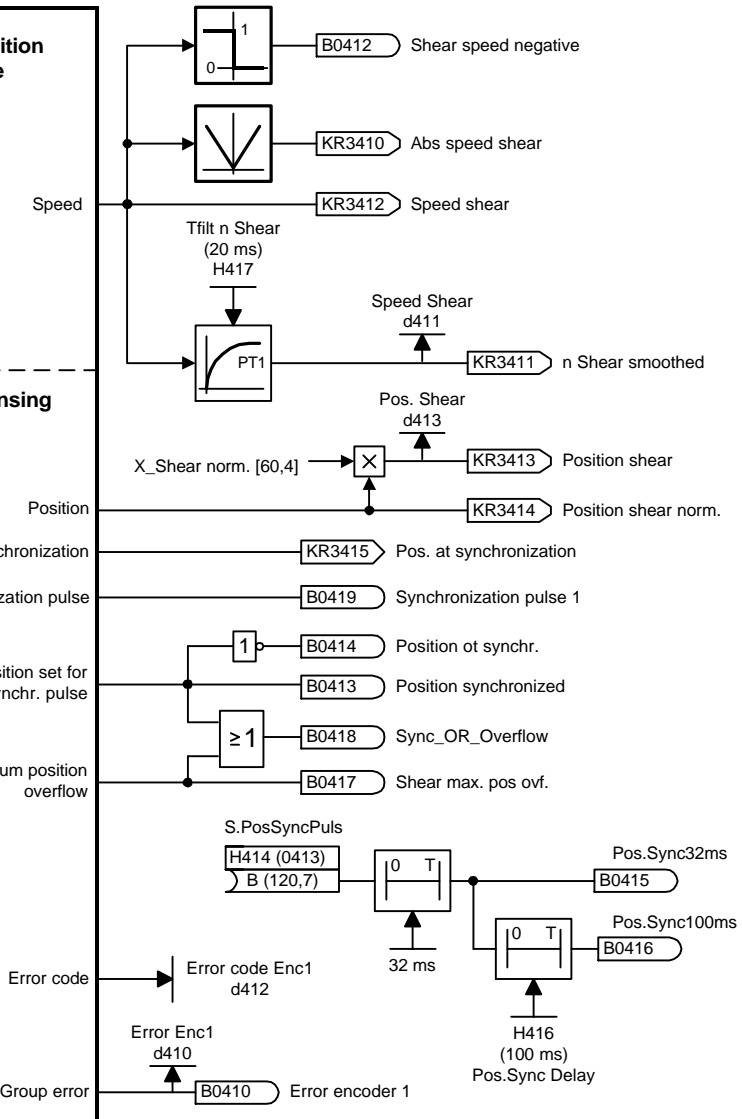 ition
e
1
0
B0412
Shear speed negative
KR3410
Abs speed shear
Speed
KR3412
Speed shear
Tfilt n Shear
(20 ms)
H417
Speed Shear
d411
PT1
KR3411
n Shear smoothed
nsing
Pos. Shear
d413
X_Shear norm. [60,4]
×
KR3413
Position shear
Position
KR3414
Position shear norm.
chronization
KR3415
Pos. at synchronization
zation pulse
B0419
Synchronization pulse 1
1
B0414
Position ot synchr.
sition set for
ynchr. pulse
B0413
Position synchronized
≥1
B0418
Sync_OR_Overflow
um position
overflow
B0417
Shear max. pos ovf.
S.PosSyncPuls
H414 (0413)
B (120,7)
0 T
32 ms
Pos.Sync32ms
B0415
Pos.Sync100ms
0 T
B0416
H416
(100 ms)
Pos.Sync Delay
Error code
Error code Enc1
d412
Error Enc1
d410
Group error
B0410
Error encoder 1